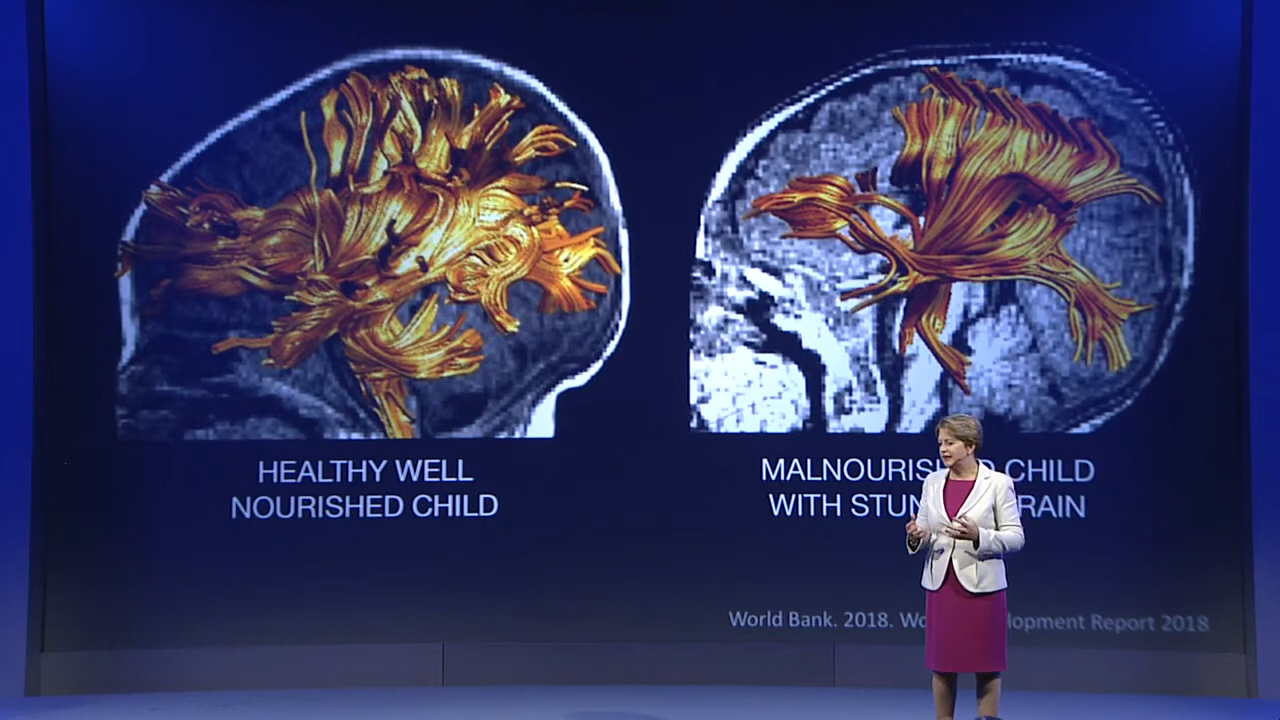 HEALTHY WELL
NOURISHED CHILD
CHILD
WITH
World Bank. 2018.
Report 2018